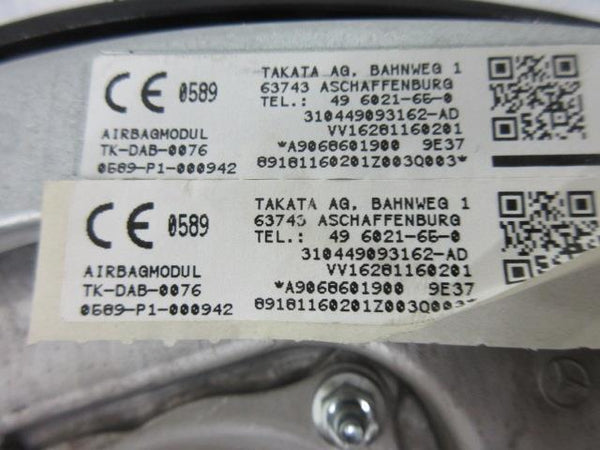 CE 0589
AIRBAGMODUL
TK-DAB-0076
0589-P1-000942
TAKATA AG, BAHNWEG 1
63743 ASCHAFFENBURG
TEL.: 49 6021-65-0
310449093162-AD
VV16281160201
*A9068601900 9E37
89181160201Z003Q003*
CE 0589
AIRBAGMODUL
TK-DAB-0076
0589-P1-000942
TAKATA AG, BAHNWEG 1
63743 ASCHAFFENBURG
TEL.: 49 6021-65-0
310449093162-AD
VV16281160201
*A9068601900 9E37
89181160201Z003Q003*